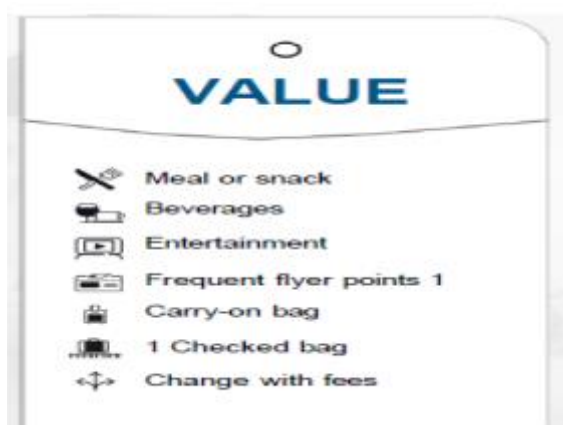 VALUE
Meal or snack
Beverages
Entertainment
Frequent flyer points 1
Carry-on bag
1 Checked bag
Change with fees